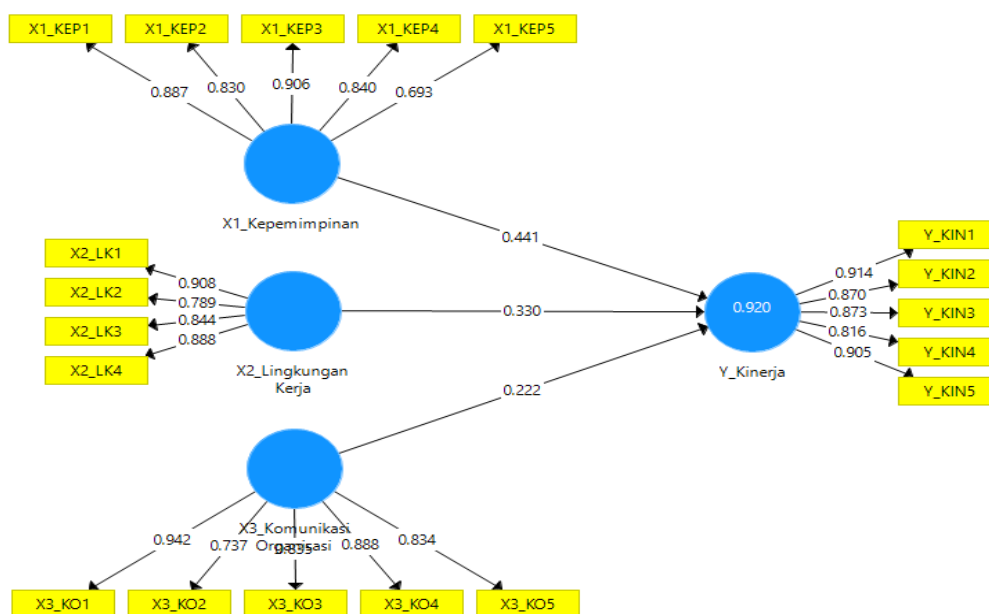 X1_KEP1 X1_KEP2 X1_KEP3 X1_KEP4 X1_KEP5
0.887 0.830 0.906 0.840 0.693
X1_Kepemimpinan
0.441
X2_LK1
X2_LK2
X2_LK3
X2_LK4
0.908
0.789
0.844
0.888
X2_Lingkungan
Kerja
0.330
Y_KIN1
Y_KIN2
Y_KIN3
Y_KIN4
Y_KIN5
0.914
0.870
0.873
0.816
0.905
0.920
Y_Kinerja
0.222
X3_Komunikasi
Organisasi
0.942 0.737 0.835 0.888 0.834
X3_KO1 X3_KO2 X3_KO3 X3_KO4 X3_KO5